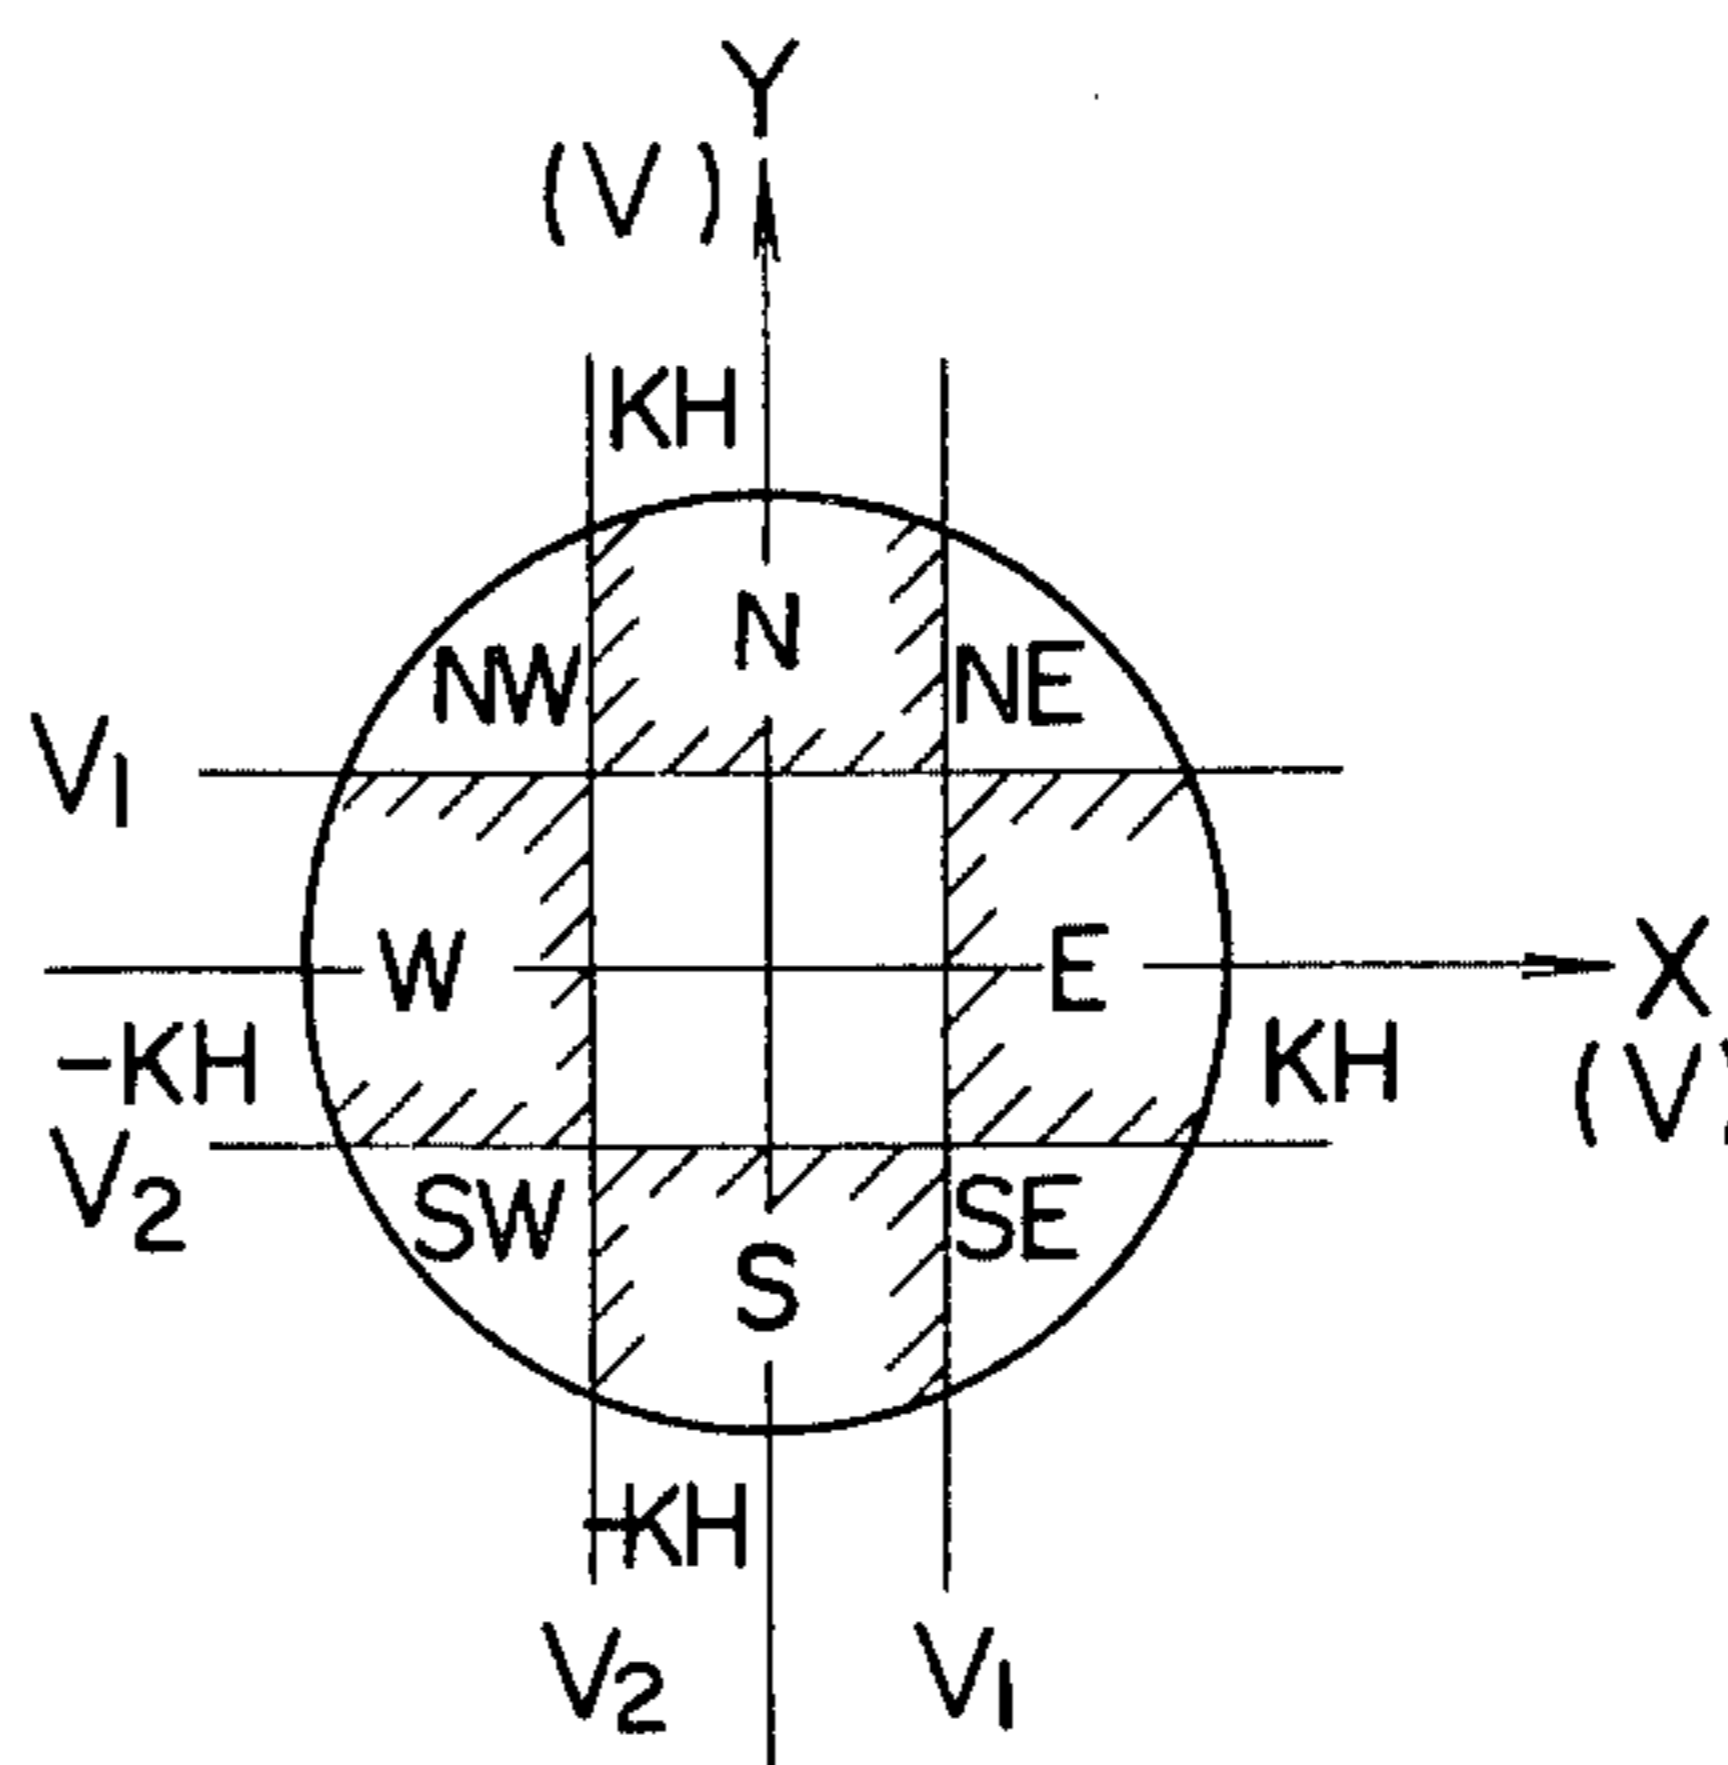 Y
(V)
KH
N
NW NE
V1
W E X
-KH KH (V)
V2
SW SE
S
-KH
V2 V1